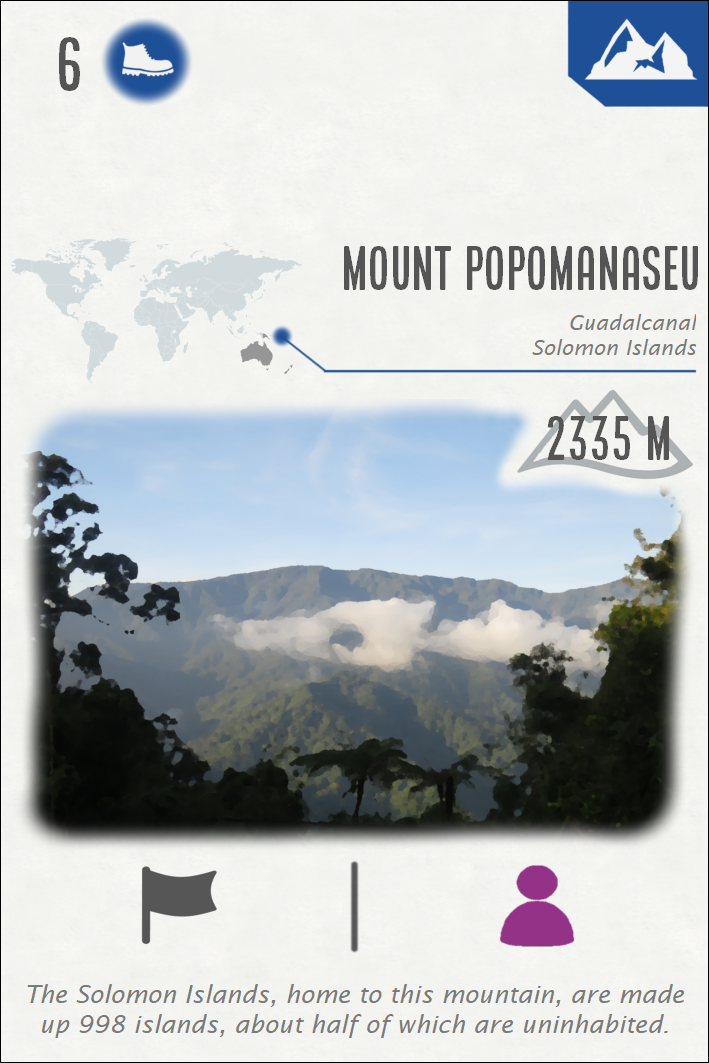 6
MOUNT POPOMANASEU
Guadalcanal
Solomon Islands
2335 M
The Solomon Islands, home to this mountain, are made
up 998 islands, about half of which are uninhabited.